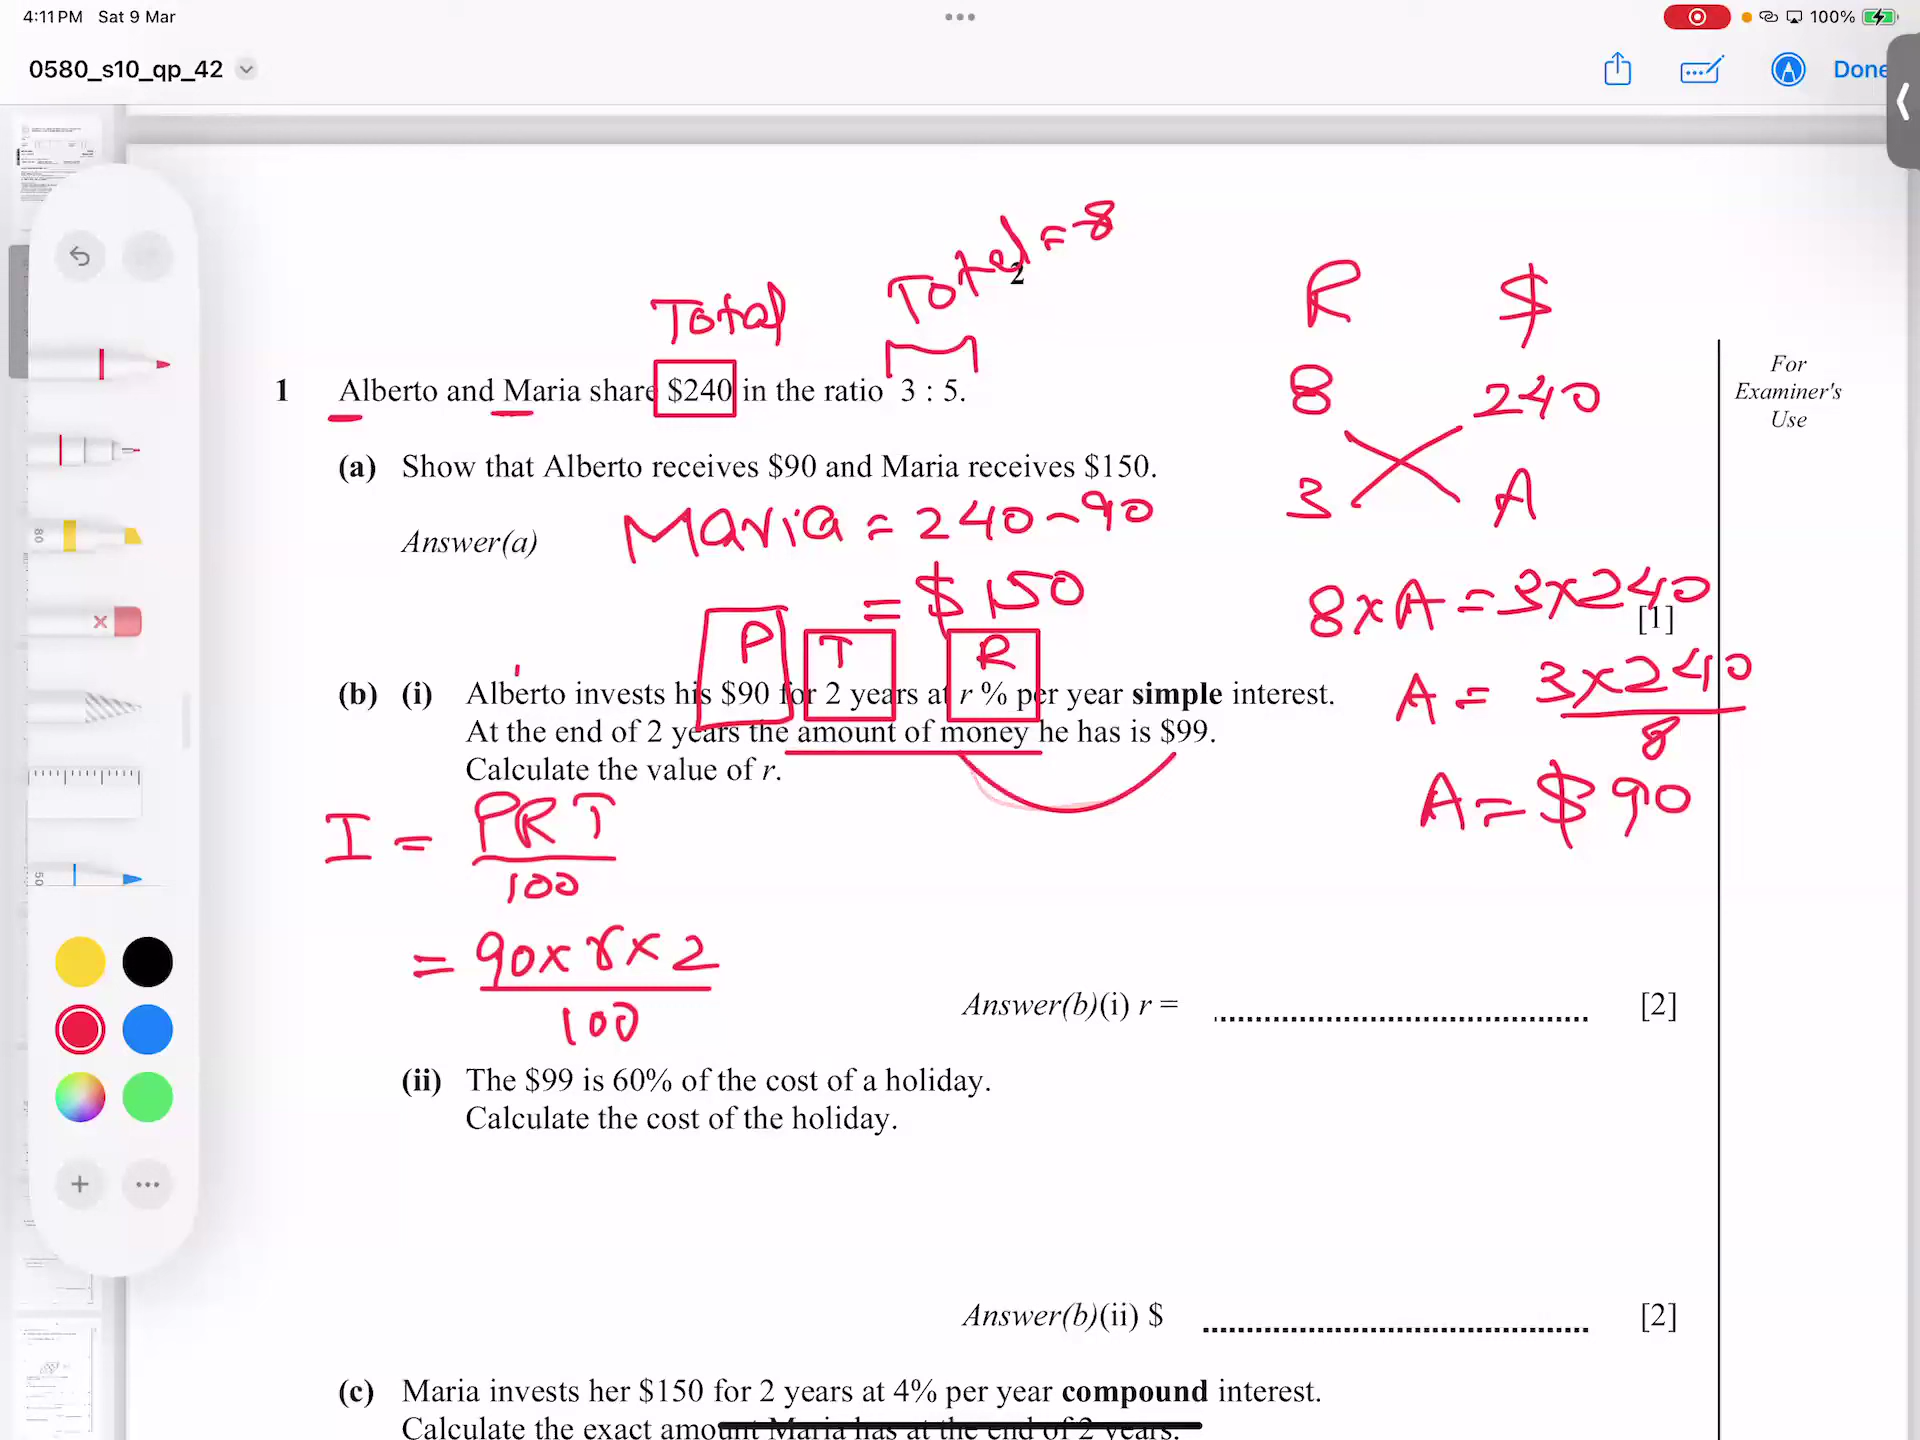 4:11 PM Sat 9 Mar
100%
0580_s10_qp_42
Done
Total = 8
2
Total
R $
8 240
3 A
For
Examiner's
Use
1 Alberto and Maria share $240 in the ratio 3 : 5.
(a) Show that Alberto receives $90 and Maria receives $150.
Maria = 240 - 90
Answer(a)
= $ 150
8 x A = 3 x 240
[1]
A = 3 x 240
8
A = $ 90
P T R
(b) (i) Alberto invests his $90 for 2 years at r % per year simple interest.
At the end of 2 years the amount of money he has is $99.
Calculate the value of r.
I = PRT
100
= 90 x r x 2
100
Answer(b)(i) r = [2]
(ii) The $99 is 60% of the cost of a holiday.
Calculate the cost of the holiday.
Answer(b)(ii) $ [2]
(c) Maria invests her $150 for 2 years at 4% per year compound interest.
Calculate the exact amount Maria has at the end of 2 years.
80
50